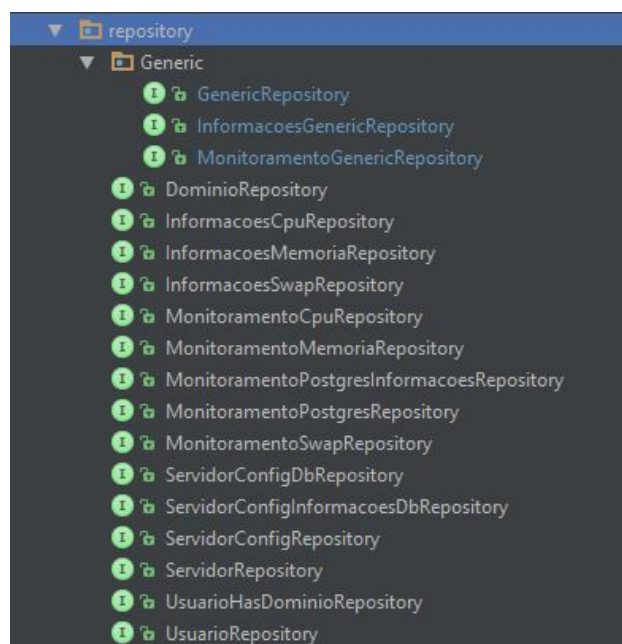 repository
Generic
I GenericRepository
I InformacoesGenericRepository
I MonitoramentoGenericRepository
I DominioRepository
I InformacoesCpuRepository
I InformacoesMemoriaRepository
I InformacoesSwapRepository
I MonitoramentoCpuRepository
I MonitoramentoMemoriaRepository
I MonitoramentoPostgresInformacoesRepository
I MonitoramentoPostgresRepository
I MonitoramentoSwapRepository
I ServidorConfigDbRepository
I ServidorConfigInformacoesDbRepository
I ServidorConfigRepository
I ServidorRepository
I UsuarioHasDominioRepository
I UsuarioRepository